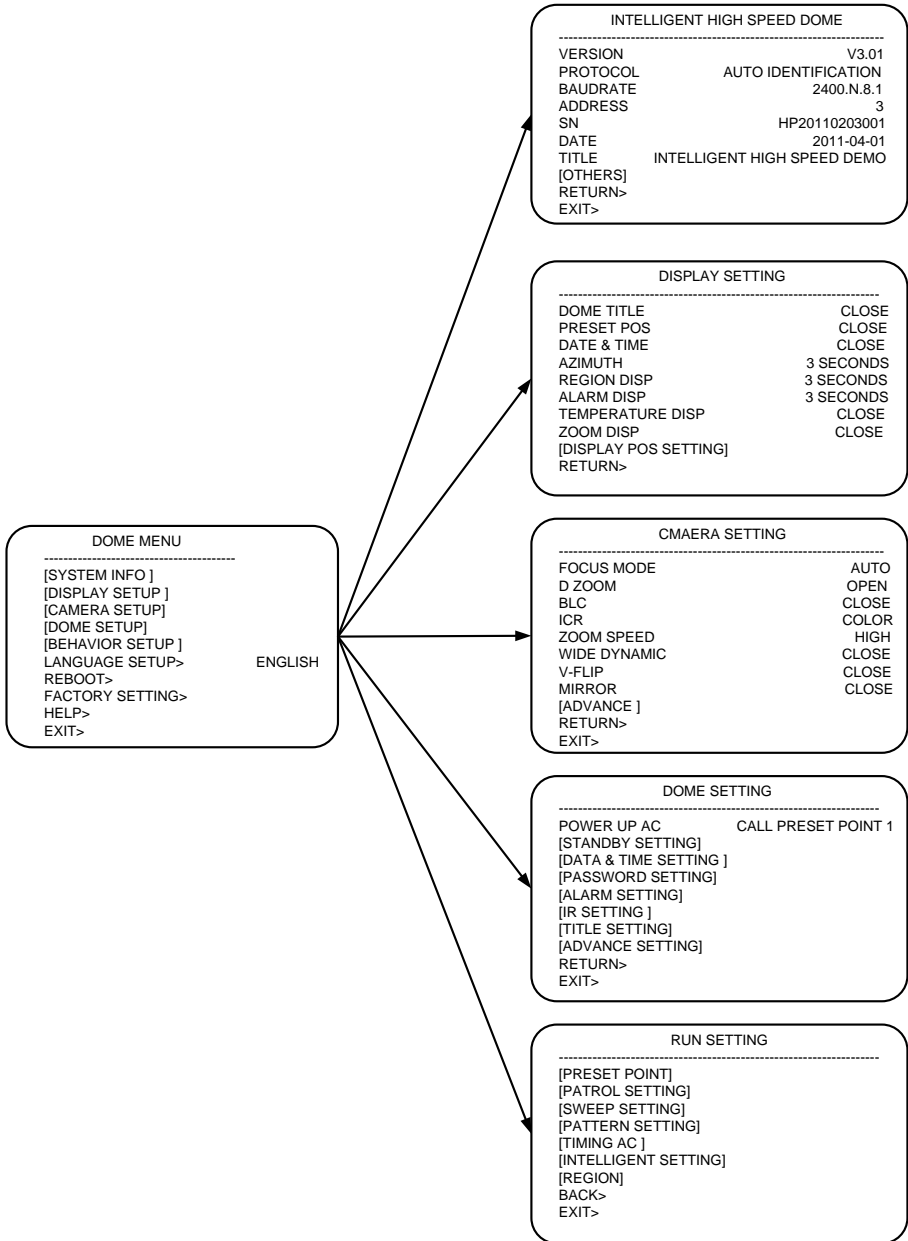 DOME MENU
---------------------------------------
[SYSTEM INFO ]
[DISPLAY SETUP ]
[CAMERA SETUP]
[DOME SETUP]
[BEHAVIOR SETUP ]
LANGUAGE SETUP> ENGLISH
REBOOT>
FACTORY SETTING>
HELP>
EXIT>
INTELLIGENT HIGH SPEED DOME
-------------------------------------------------------------------
VERSION V3.01
PROTOCOL AUTO IDENTIFICATION
BAUDRATE 2400.N.8.1
ADDRESS 3
SN HP20110203001
DATE 2011-04-01
TITLE INTELLIGENT HIGH SPEED DEMO
[OTHERS]
RETURN>
EXIT>
DISPLAY SETTING
------------------------------------------------------------------
DOME TITLE CLOSE
PRESET POS CLOSE
DATE & TIME CLOSE
AZIMUTH 3 SECONDS
REGION DISP 3 SECONDS
ALARM DISP 3 SECONDS
TEMPERATURE DISP CLOSE
ZOOM DISP CLOSE
[DISPLAY POS SETTING]
RETURN>
CMAERA SETTING
-------------------------------------------------------------------
FOCUS MODE AUTO
D ZOOM OPEN
BLC CLOSE
ICR COLOR
ZOOM SPEED HIGH
WIDE DYNAMIC CLOSE
V-FLIP CLOSE
MIRROR CLOSE
[ADVANCE ]
RETURN>
EXIT>
DOME SETTING
------------------------------------------------------------------
POWER UP AC CALL PRESET POINT 1
[STANDBY SETTING]
[DATA & TIME SETTING ]
[PASSWORD SETTING]
[ALARM SETTING]
[IR SETTING ]
[TITLE SETTING]
[ADVANCE SETTING]
RETURN>
EXIT>
RUN SETTING
------------------------------------------------------------------
[PRESET POINT]
[PATROL SETTING]
[SWEEP SETTING]
[PATTERN SETTING]
[TIMING AC ]
[INTELLIGENT SETTING]
[REGION]
BACK>
EXIT>